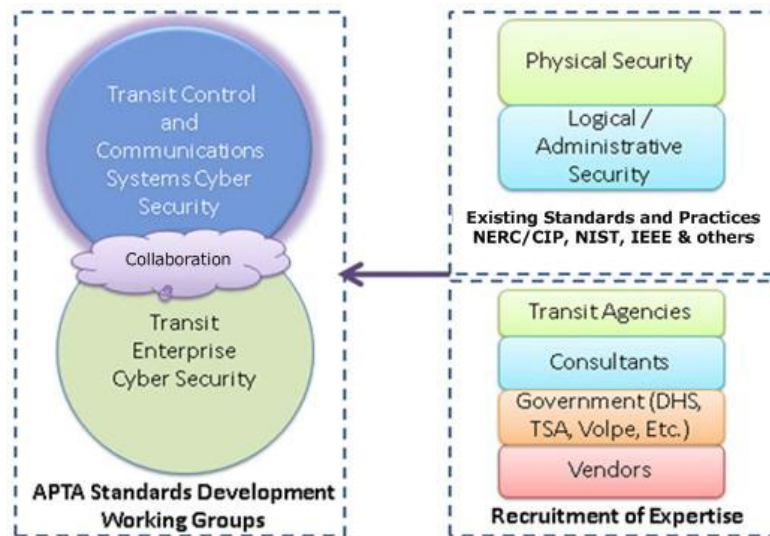 Transit Control
and
Communications
Systems Cyber
Security
Collaboration
Transit
Enterprise
Cyber Security
APTA Standards Development
Working Groups
Physical Security
Logical /
Administrative
Security
Existing Standards and Practices
NERC/CIP, NIST, IEEE & others
Transit Agencies
Consultants
Government (DHS,
TSA, Volpe, Etc.)
Vendors
Recruitment of Expertise